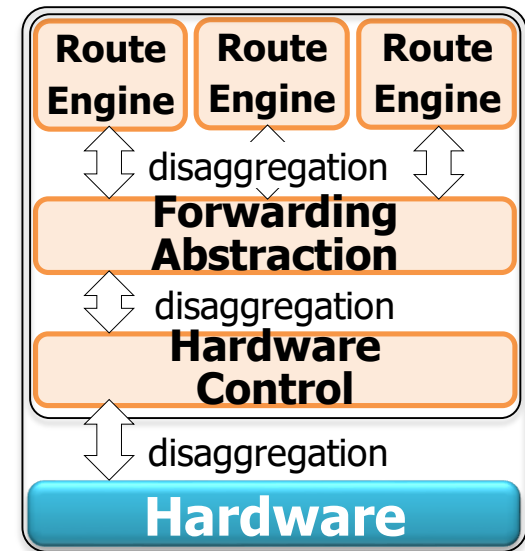 Route Route Route
Engine Engine Engine
disaggregation
Forwarding
Abstraction
disaggregation
Hardware
Control
disaggregation
Hardware